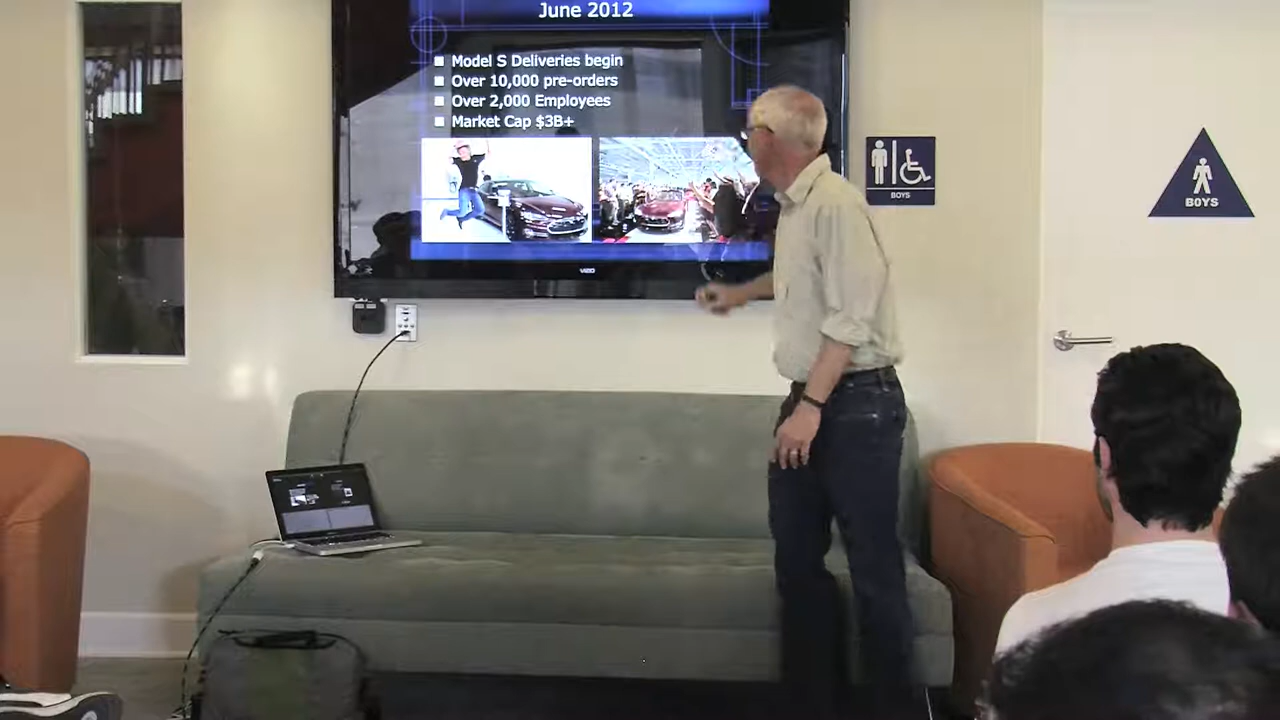 June 2012
Model S Deliveries begin
Over 10,000 pre-orders
Over 2,000 Employees
Market Cap $3B+
VIZIO
BOYS
BOYS